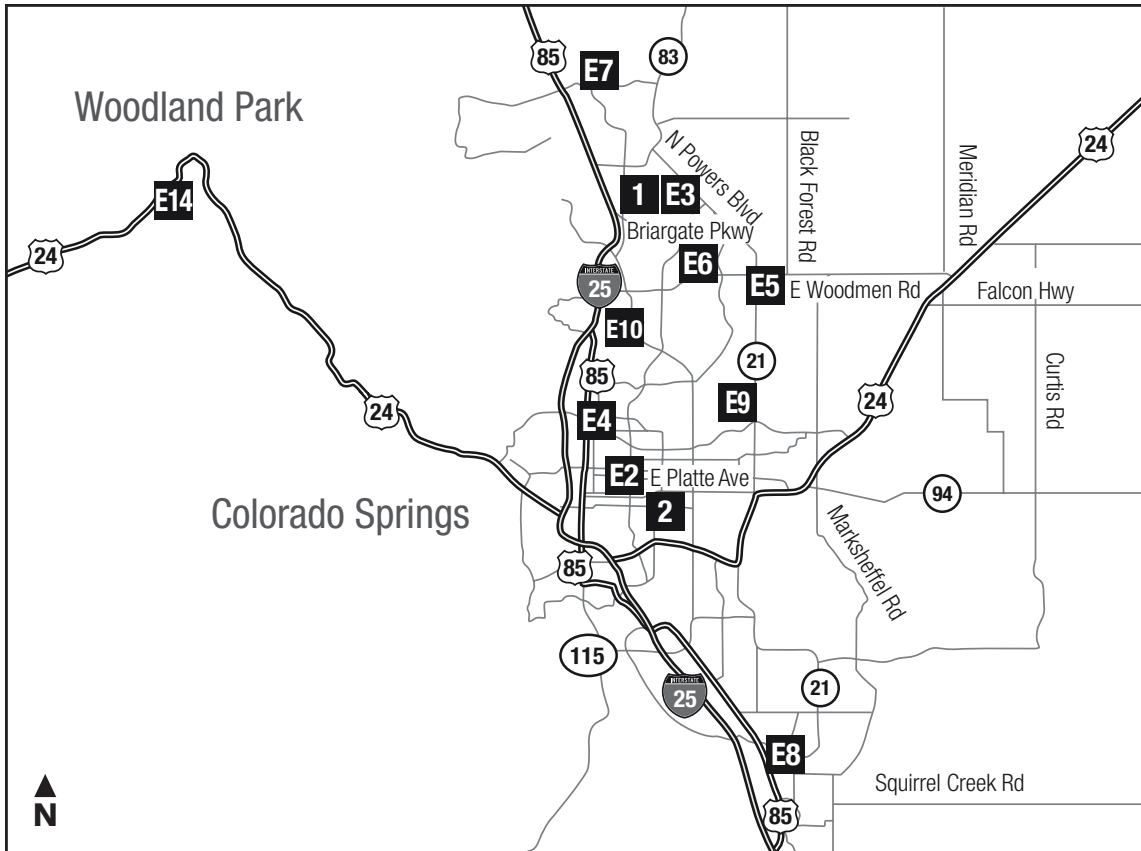 85
83
E7
Woodland Park
24
N Powers Blvd
Black Forest Rd
Meridian Rd
E14
1
E3
Briargate Pkwy
24
E6
INTERSTATE
25
E5
E Woodmen Rd
Falcon Hwy
E10
21
Curtis Rd
85
24
E9
24
E4
E2
E Platte Ave
94
2
Colorado Springs
Marksheffel Rd
85
115
INTERSTATE
25
21
E8
Squirrel Creek Rd
85
N